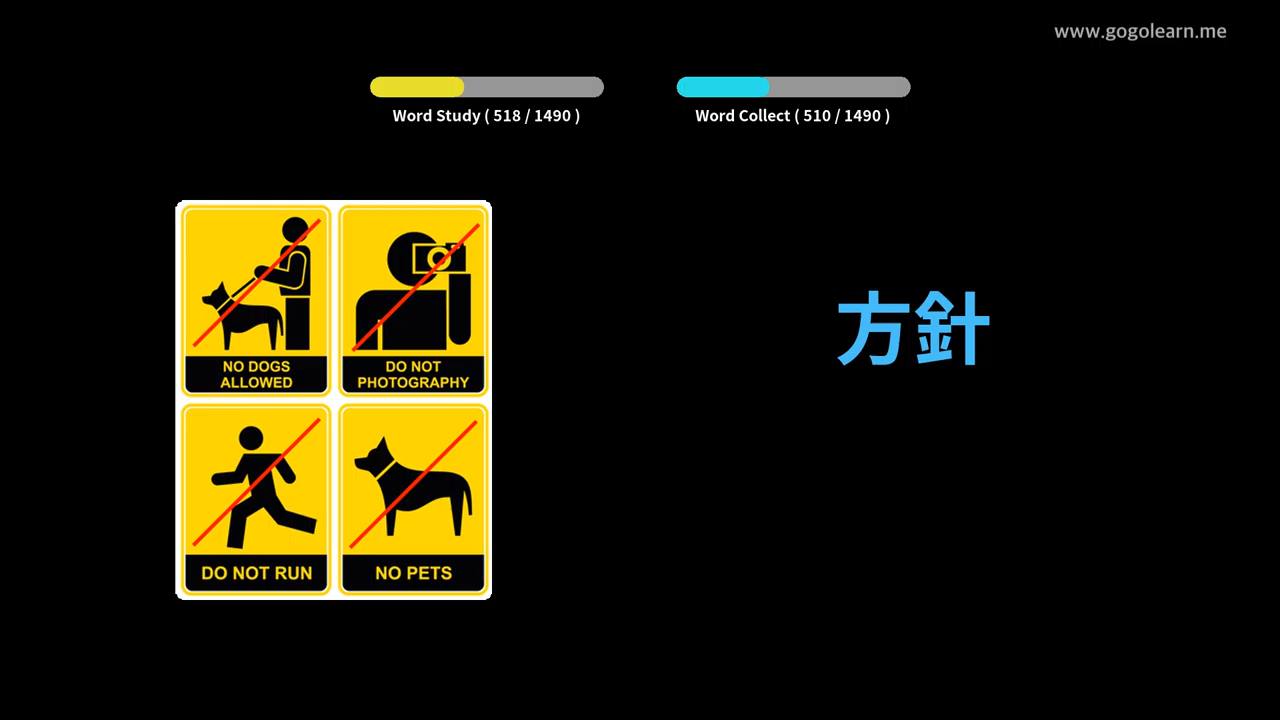 www.gogolearn.me
Word Study ( 518 / 1490 )
Word Collect ( 510 / 1490 )
NO DOGS
ALLOWED
DO NOT
PHOTOGRAPHY
方針
DO NOT RUN
NO PETS